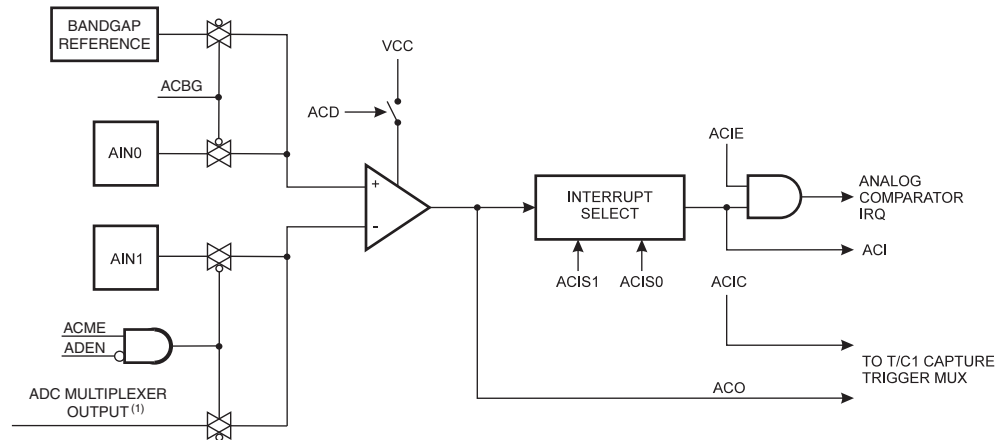 BANDGAP
REFERENCE
ACBG
VCC
ACD
AIN0
ACIE
+
-
INTERRUPT
SELECT
ANALOG
COMPARATOR
IRQ
AIN1
ACI
ACIS1
ACIS0
ACIC
ACME
ADEN
TO T/C1 CAPTURE
TRIGGER MUX
ADC MULTIPLEXER
OUTPUT (1)
ACO